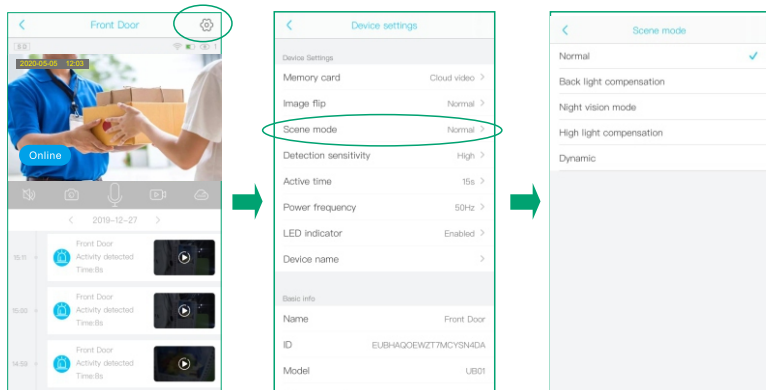 Front Door
1
2020-05-05 12:03
Online
2019-12-27
Front Door
15:11 Activity detected
Time:8s
Front Door
15:00 Activity detected
Time:8s
Front Door
14:59 Activity detected
Time:8s
Device settings
Device Settings
Memory card Cloud video
Image flip Normal
Scene mode Normal
Detection sensitivity High
Active time 15s
Power frequency 50Hz
LED indicator Enabled
Device name
Basic info
Name Front Door
ID EUBHAQOEWZT7MCYSN4DA
Model UB01
Scene mode
Normal
Back light compensation
Night vision mode
High light compensation
Dynamic